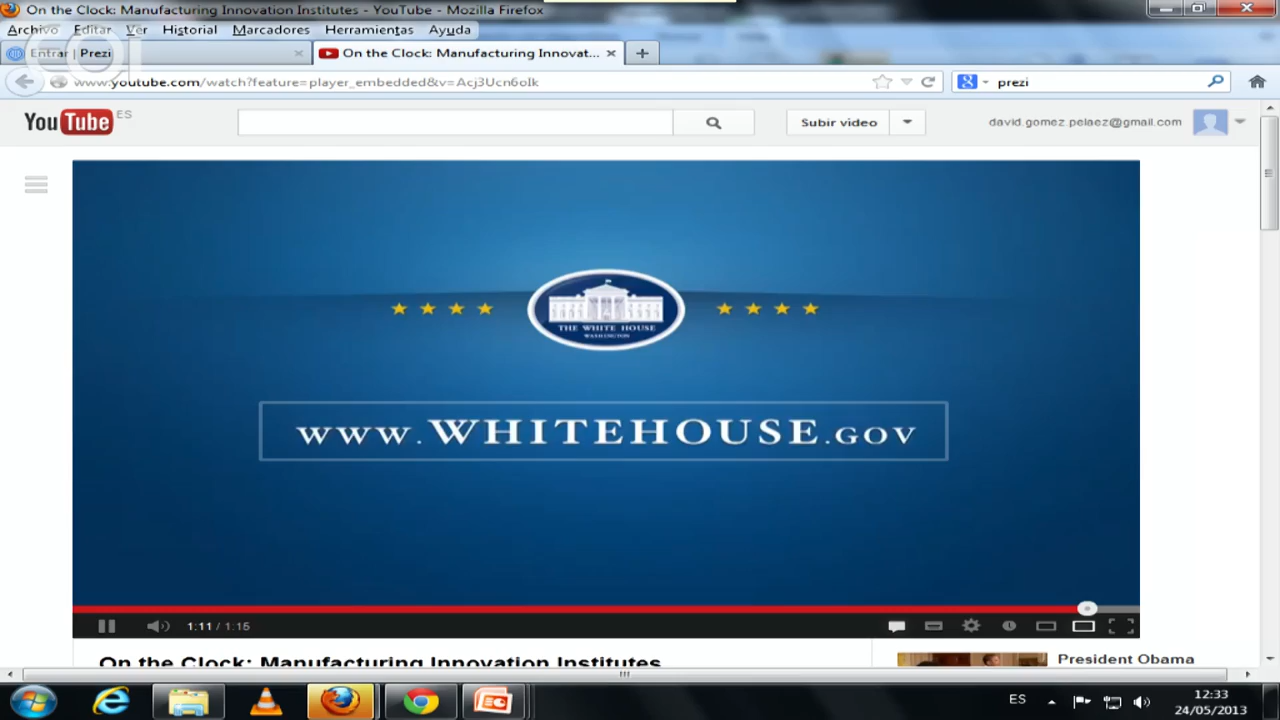 On the Clock: Manufacturing Innovation Institutes - YouTube - Mozilla Firefox
Archivo Editar Ver Historial Marcadores Herramientas Ayuda
Entrar | Prezi
On the Clock: Manufacturing Innovat...
www.youtube.com/watch?feature=player_embedded&v=Acj3Ucn6oIk
prezi
YouTube ES
Subir video
david.gomez.pelaez@gmail.com
THE WHITE HOUSE
WASHINGTON
WWW.WHITEHOUSE.GOV
1:11 / 1:15
On the Clock: Manufacturing Innovation Institutes
President Obama
ES
12:33
24/05/2013